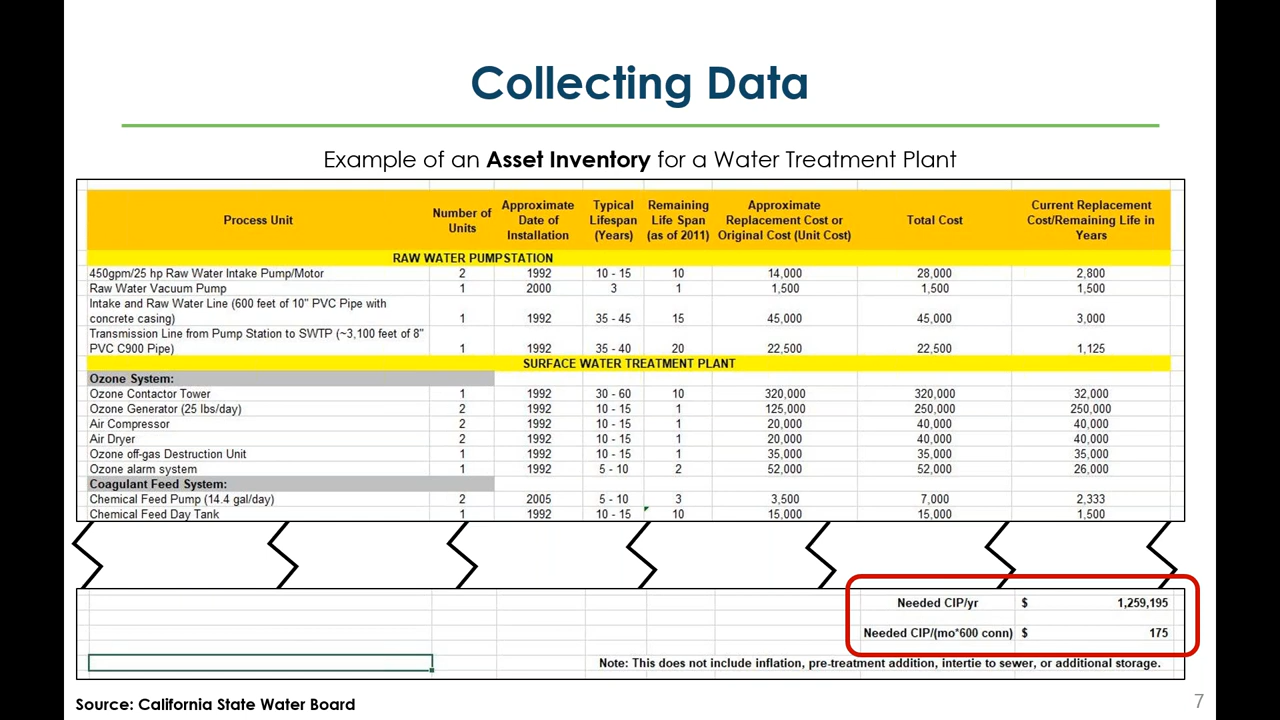 Collecting Data
Example of an Asset Inventory for a Water Treatment Plant
Process Unit Number of Units Approximate Date of Installation Typical Lifespan (Years) Remaining Life Span (as of 2011) Approximate Replacement Cost or Original Cost (Unit Cost) Total Cost Current Replacement Cost/Remaining Life in Years
RAW WATER PUMPSTATION
450gpm/25 hp Raw Water Intake Pump/Motor 2 1992 10 - 15 10 14,000 28,000 2,800
Raw Water Vacuum Pump 1 2000 3 1 1,500 1,500 1,500
Intake and Raw Water Line (600 feet of 10" PVC Pipe with
concrete casing) 1 1992 35 - 45 15 45,000 45,000 3,000
Transmission Line from Pump Station to SWTP (~3,100 feet of 8"
PVC C900 Pipe) 1 1992 35 - 40 20 22,500 22,500 1,125
SURFACE WATER TREATMENT PLANT
Ozone System:
Ozone Contactor Tower 1 1992 30 - 60 10 320,000 320,000 32,000
Ozone Generator (25 lbs/day) 2 1992 10 - 15 1 125,000 250,000 250,000
Air Compressor 2 1992 10 - 15 1 20,000 40,000 40,000
Air Dryer 2 1992 10 - 15 1 20,000 40,000 40,000
Ozone off-gas Destruction Unit 1 1992 10 - 15 1 35,000 35,000 35,000
Ozone alarm system 1 1992 5 - 10 2 52,000 52,000 26,000
Coagulant Feed System:
Chemical Feed Pump (14.4 gal/day) 2 2005 5 - 10 3 3,500 7,000 2,333
Chemical Feed Day Tank 1 1992 10 - 15 10 15,000 15,000 1,500
Needed CIP/yr $ 1,259,195
Needed CIP/(mo*600 conn) $ 175
Note: This does not include inflation, pre-treatment addition, intertie to sewer, or additional storage.
Source: California State Water Board
7